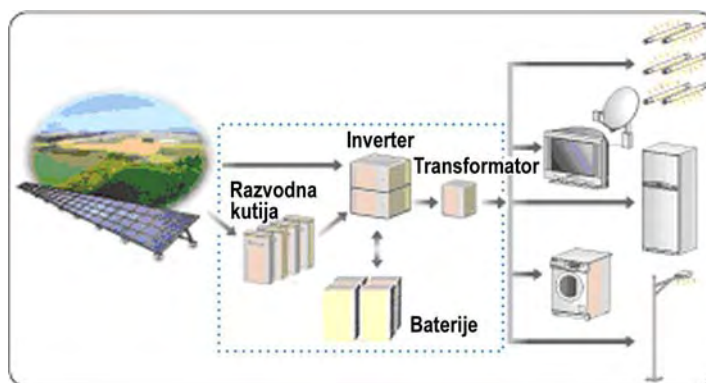 Inverter
Transformator
Razvodna
kutija
Baterije